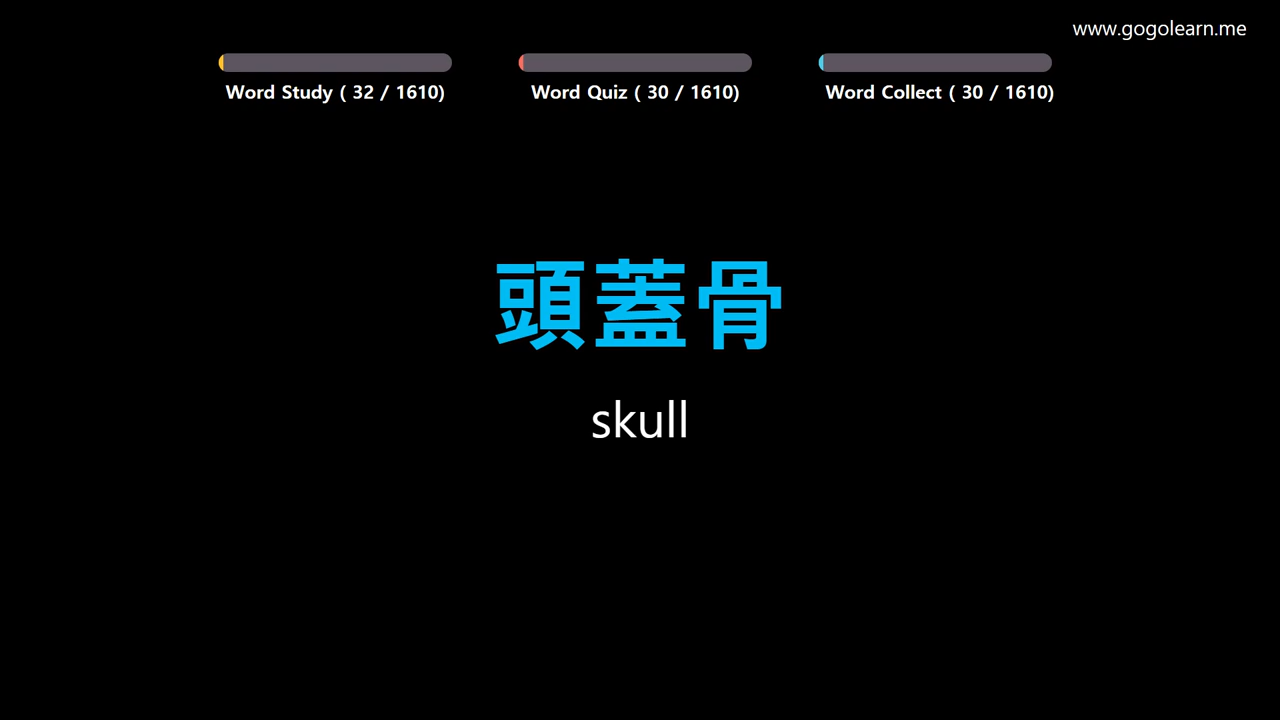 www.gogolearn.me
Word Study ( 32 / 1610)
Word Quiz ( 30 / 1610)
Word Collect ( 30 / 1610)
頭蓋骨
skull